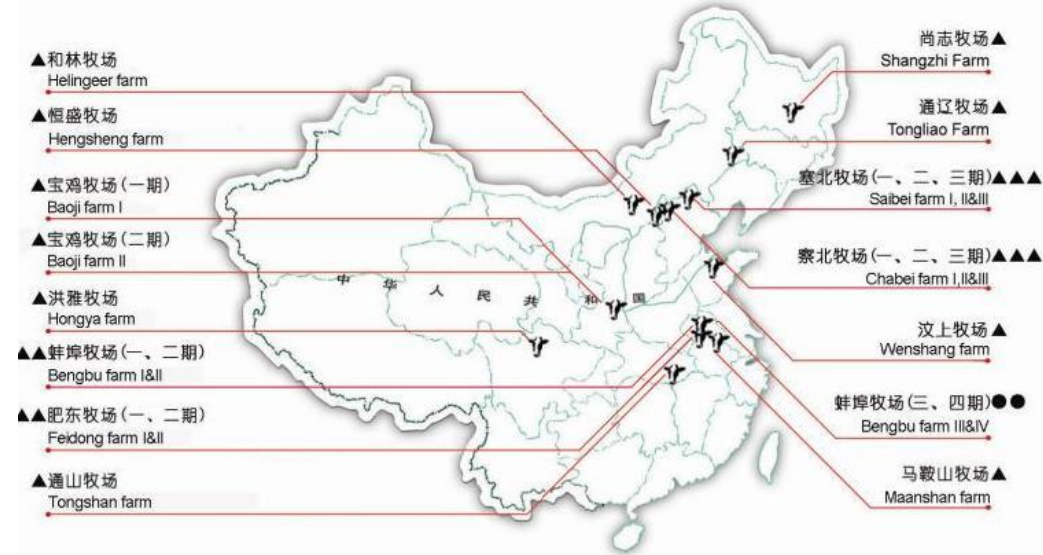 ▲和林牧场
Helingeer farm
▲恒盛牧场
Hengsheng farm
▲宝鸡牧场(一期)
Baoji farm I
▲宝鸡牧场(二期)
Baoji farm II
▲洪雅牧场
Hongya farm
▲▲蚌埠牧场(一、二期)
Bengbu farm I&II
▲▲肥东牧场(一、二期)
Feidong farm I&II
▲通山牧场
Tongshan farm
中华人民共和国
尚志牧场▲
Shangzhi Farm
通辽牧场▲
Tongliao Farm
塞北牧场(一、二、三期)▲▲▲
Saibei farm I, II&III
察北牧场(一、二、三期)▲▲▲
Chabei farm I,II&III
汶上牧场▲
Wenshang farm
蚌埠牧场(三、四期)●●
Bengbu farm III&IV
马鞍山牧场▲
Maanshan farm